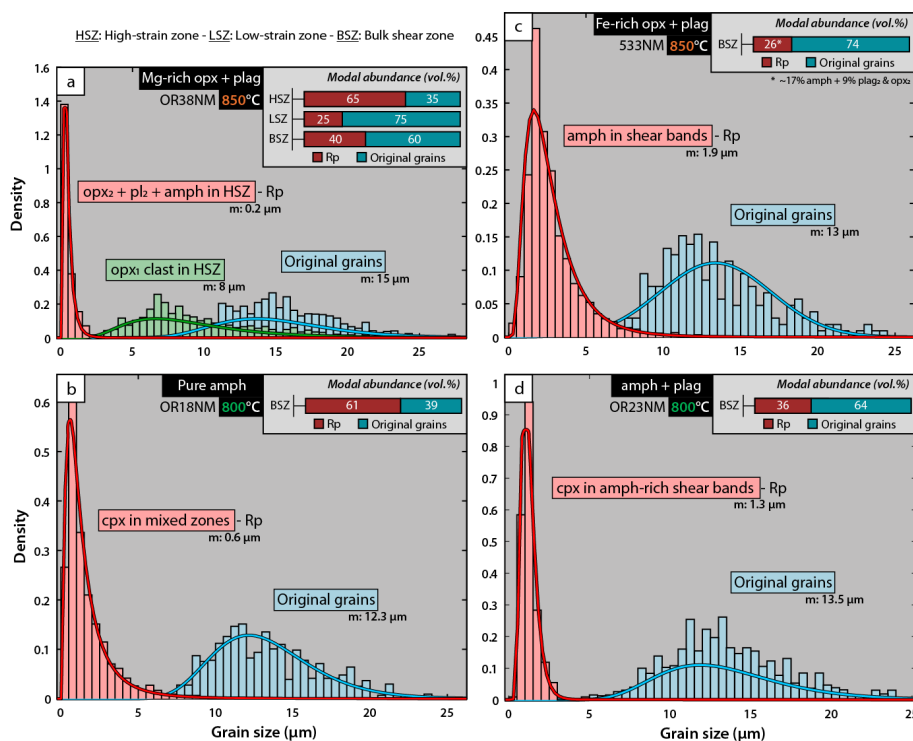 HSZ: High-strain zone - LSZ: Low-strain zone - BSZ: Bulk shear zone
a
Mg-rich opx + plag
OR38NM 850°C
Modal abundance (vol.%)
HSZ 65 35
LSZ 25 75
BSZ 40 60
Rp Original grains
opx₂ + pl₂ + amph in HSZ - Rp
m: 0.2 µm
opx₁ clast in HSZ
m: 8 µm
Original grains
m: 15 µm
Density
1.6
1.4
1.2
1
0.8
0.6
0.4
0.2
0
0 5 10 15 20 25
b
Pure amph
OR18NM 800°C
Modal abundance (vol.%)
BSZ 61 39
Rp Original grains
cpx in mixed zones - Rp
m: 0.6 µm
Original grains
m: 12.3 µm
Density
0.6
0.5
0.4
0.3
0.2
0.1
0
0 5 10 15 20 25
Grain size (µm)
c
Fe-rich opx + plag
533NM 850°C
Modal abundance (vol.%)
BSZ 26* 74
Rp Original grains
* ~17% amph + 9% plag₂ & opx₂
amph in shear bands - Rp
m: 1.9 µm
Original grains
m: 13 µm
0.45
0.4
0.35
0.3
0.25
0.2
0.15
0.1
0.05
0
0 5 10 15 20 25
d
amph + plag
OR23NM 800°C
Modal abundance (vol.%)
BSZ 36 64
Rp Original grains
cpx in amph-rich shear bands - Rp
m: 1.3 µm
Original grains
m: 13.5 µm
1
0.9
0.8
0.7
0.6
0.5
0.4
0.3
0.2
0.1
0
0 5 10 15 20 25
Grain size (µm)